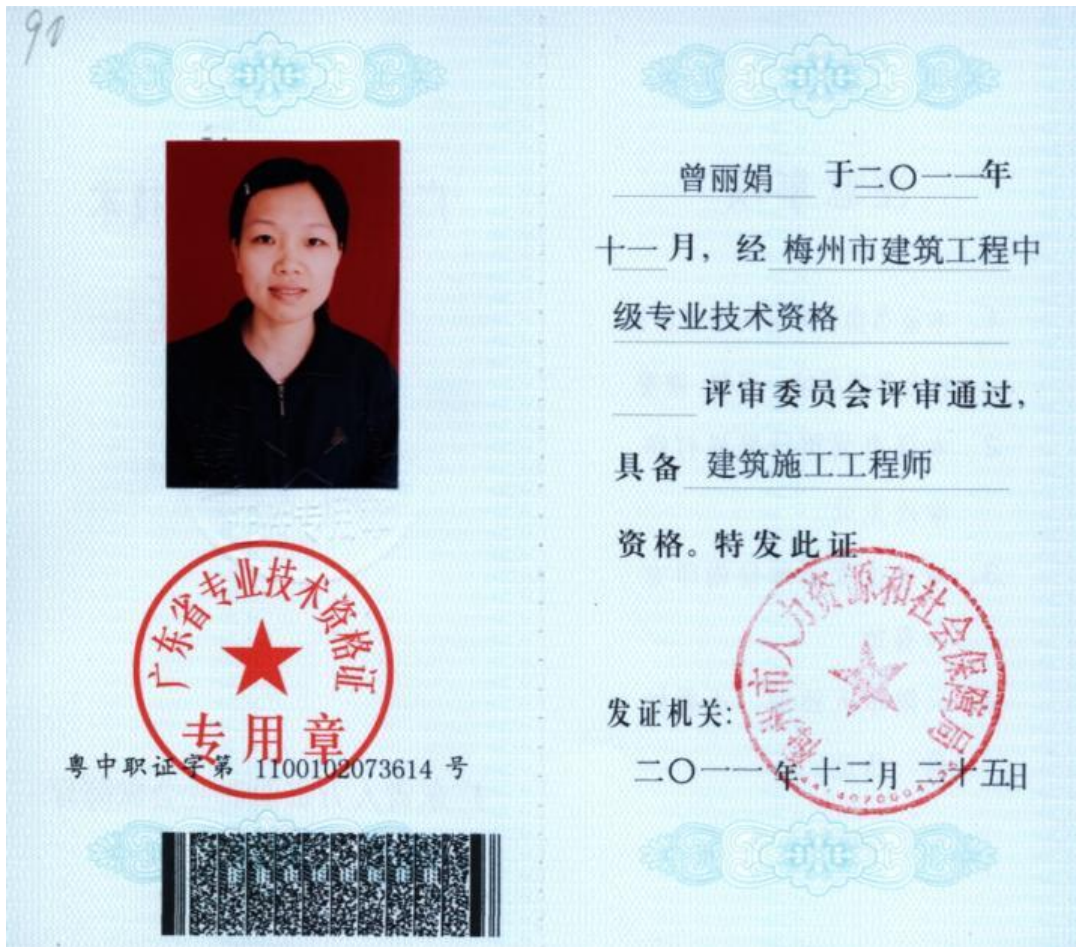 90
曾丽娟 于二〇一一年
十一月，经 梅州市建筑工程中
级专业技术资格
评审委员会评审通过，
具备 建筑施工工程师
资格。特发此证
广东省专业技术资格证
专用章
粤中职证字第 1100102073614 号
梅州市人力资源和社会保障局
发证机关：
二〇一一年十二月二十五日